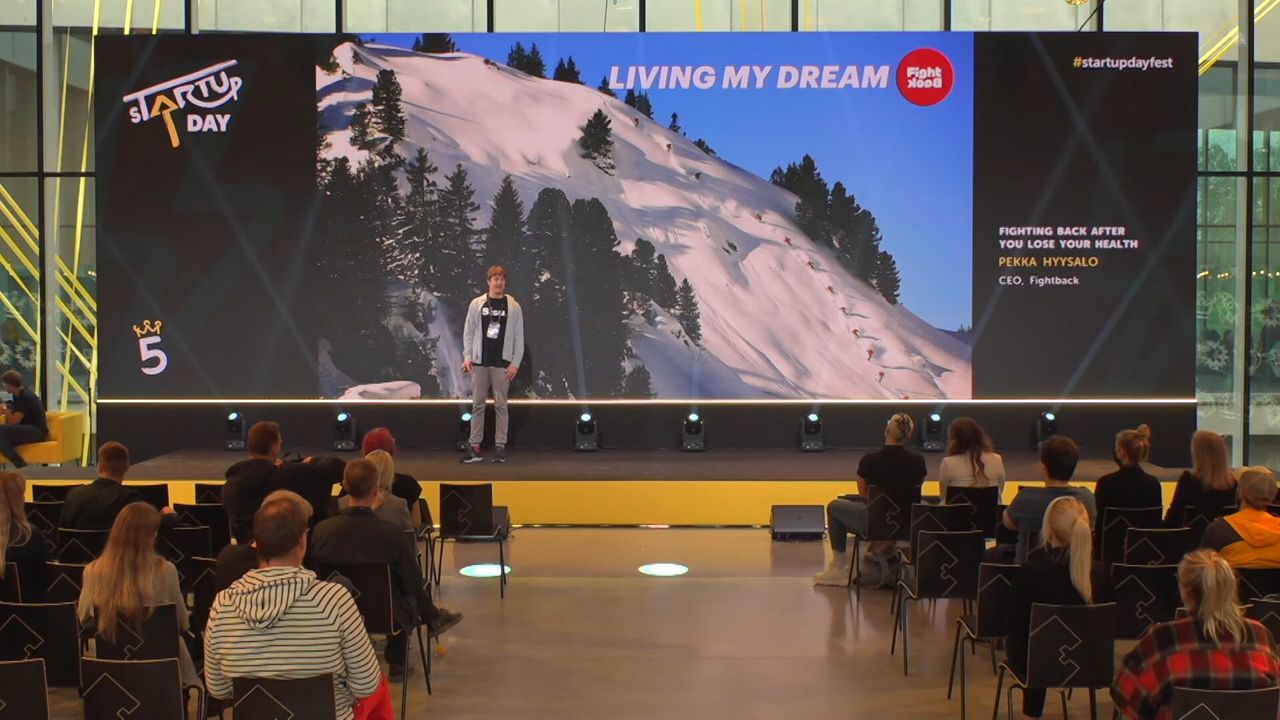 STARTUP
DAY
5
LIVING MY DREAM
Fight
Back
#startupdayfest
FIGHTING BACK AFTER
YOU LOSE YOUR HEALTH
PEKKA HYYSALO
CEO, Fightback